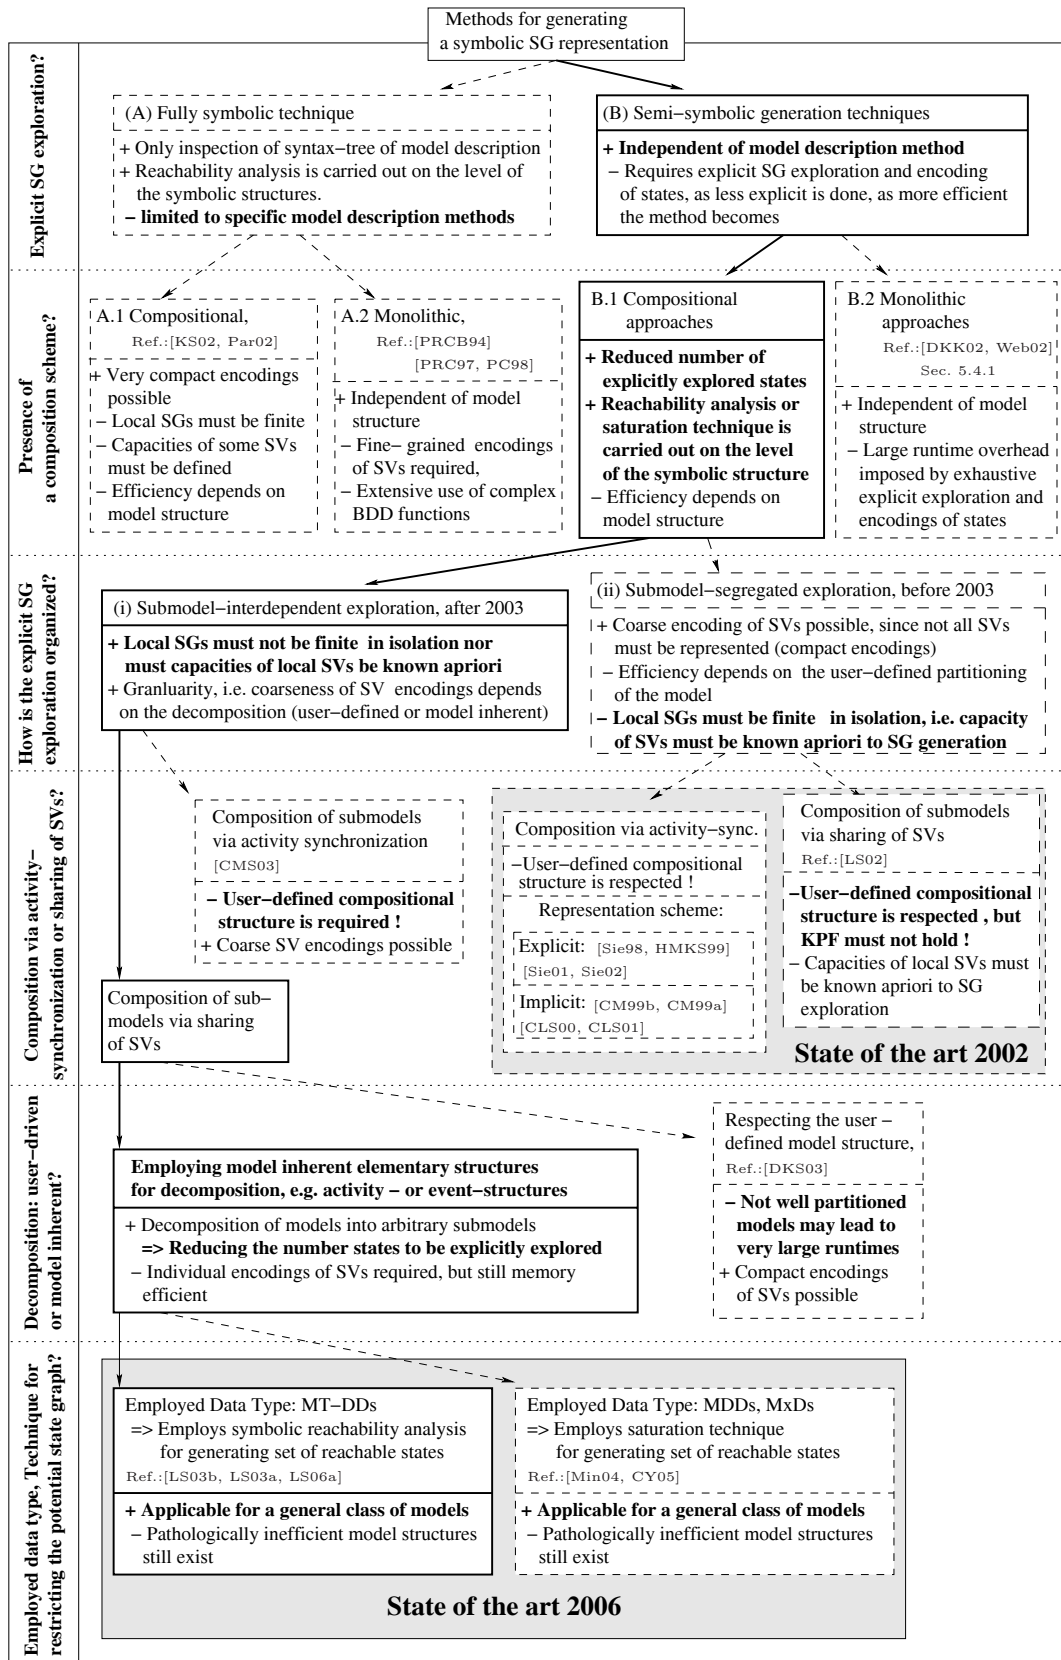 Methods for generating
a symbolic SG representation
Explicit SG exploration?
(A) Fully symbolic technique
+ Only inspection of syntax-tree of model description
+ Reachability analysis is carried out on the level of
the symbolic structures.
− limited to specific model description methods
(B) Semi−symbolic generation techniques
+ Independent of model description method
− Requires explicit SG exploration and encoding
of states, as less explicit is done, as more efficient
the method becomes
Presence of
a composition scheme?
A.1 Compositional,
Ref.:[KS02, Par02]
+ Very compact encodings
possible
− Local SGs must be finite
− Capacities of some SVs
must be defined
− Efficiency depends on
model structure
A.2 Monolithic,
Ref.:[PRCB94]
[PRC97, PC98]
+ Independent of model
structure
− Fine− grained encodings
of SVs required,
− Extensive use of complex
BDD functions
B.1 Compositional
approaches
+ Reduced number of
explicitly explored states
+ Reachability analysis or
saturation technique is
carried out on the level
of the symbolic structure
− Efficiency depends on
model structure
B.2 Monolithic
approaches
Ref.:[DKK02, Web02]
Sec. 5.4.1
+ Independent of model
structure
− Large runtime overhead
imposed by exhaustive
explicit exploration and
encodings of states
How is the explicit SG
exploration organized?
(i) Submodel−interdependent exploration, after 2003
+ Local SGs must not be finite in isolation nor
must capacities of local SVs be known apriori
+ Granluarity, i.e. coarseness of SV encodings depends
on the decomposition (user−defined or model inherent)
(ii) Submodel−segregated exploration, before 2003
+ Coarse encoding of SVs possible, since not all SVs
must be represented (compact encodings)
− Efficiency depends on the user−defined partitioning
of the model
− Local SGs must be finite in isolation, i.e. capacity
of SVs must be known apriori to SG generation
Composition via activity−
synchronization or sharing of SVs?
Composition of submodels
via activity synchronization
[CMS03]
− User−defined compositional
structure is required !
+ Coarse SV encodings possible
Composition via activity−sync.
−User−defined compositional
structure is respected !
Representation scheme:
Explicit: [Sie98, HMKS99]
[Sie01, Sie02]
Implicit: [CM99b, CM99a]
[CLS00, CLS01]
Composition of submodels
via sharing of SVs
Ref.:[LS02]
−User−defined compositional
structure is respected , but
KPF must not hold !
− Capacities of local SVs must
be known apriori to SG
exploration
State of the art 2002
Composition of sub−
models via sharing
of SVs
Decomposition: user−driven
or model inherent?
Employing model inherent elementary structures
for decomposition, e.g. activity − or event−structures
+ Decomposition of models into arbitrary submodels
=> Reducing the number states to be explicitly explored
− Individual encodings of SVs required, but still memory
efficient
Respecting the user −
defined model structure,
Ref.:[DKS03]
− Not well partitioned
models may lead to
very large runtimes
+ Compact encodings
of SVs possible
Employed data type, Technique for
restricting the potential state graph?
Employed Data Type: MT−DDs
=> Employs symbolic reachability analysis
for generating set of reachable states
Ref.:[LS03b, LS03a, LS06a]
+ Applicable for a general class of models
− Pathologically inefficient model structures
still exist
Employed Data Type: MDDs, MxDs
=> Employs saturation technique
for generating set of reachable states
Ref.:[Min04, CY05]
+ Applicable for a general class of models
− Pathologically inefficient model structures
still exist
State of the art 2006